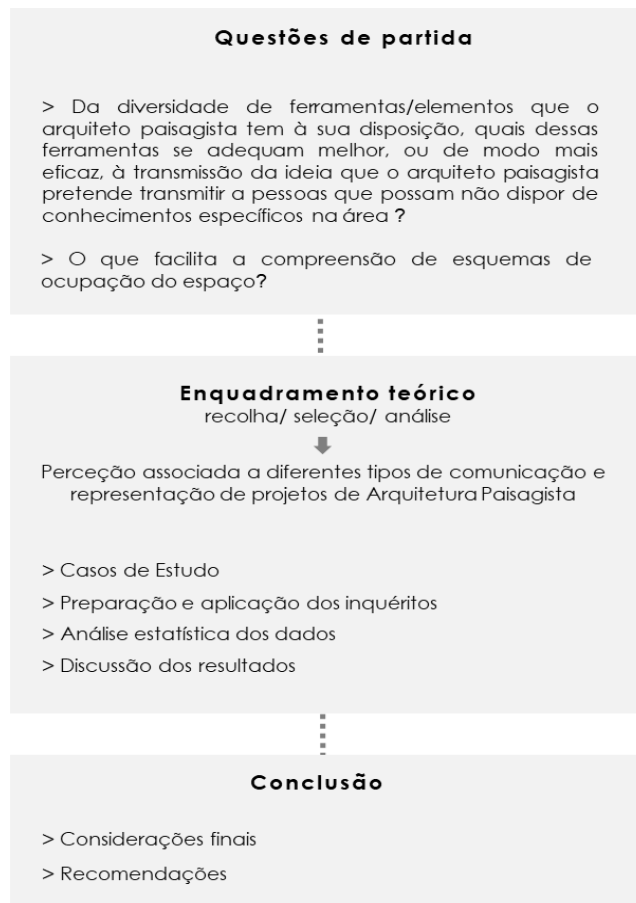 Questões de partida
> Da diversidade de ferramentas/elementos que o
arquiteto paisagista tem à sua disposição, quais dessas
ferramentas se adequam melhor, ou de modo mais
eficaz, à transmissão da ideia que o arquiteto paisagista
pretende transmitir a pessoas que possam não dispor de
conhecimentos específicos na área ?
> O que facilita a compreensão de esquemas de
ocupação do espaço?
Enquadramento teórico
recolha/ seleção/ análise
Perceção associada a diferentes tipos de comunicação e
representação de projetos de Arquitetura Paisagista
> Casos de Estudo
> Preparação e aplicação dos inquéritos
> Análise estatística dos dados
> Discussão dos resultados
Conclusão
> Considerações finais
> Recomendações